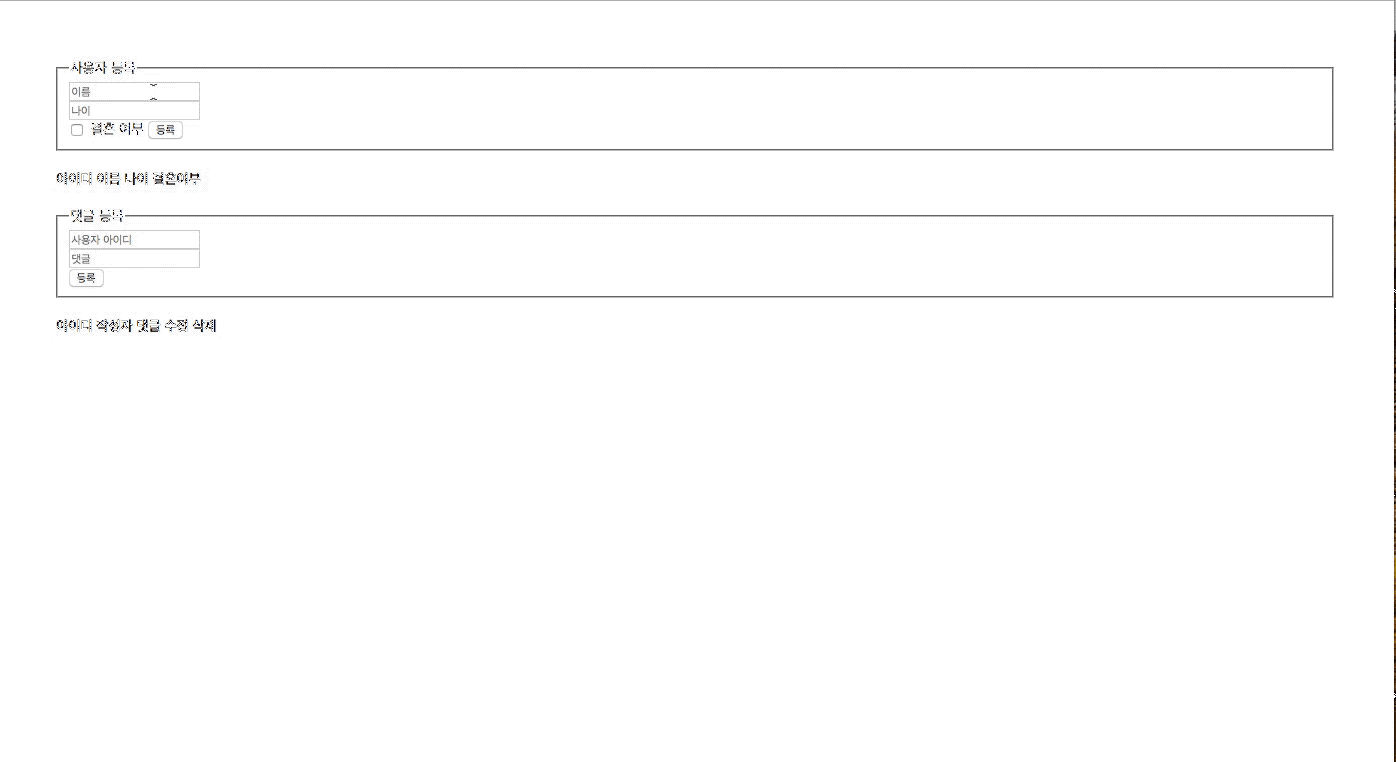 사용자 등록
이름
나이
결혼 여부 등록
아이디 이름 나이 결혼여부
댓글 등록
사용자 아이디
댓글
등록
아이디 작성자 댓글 수정 삭제